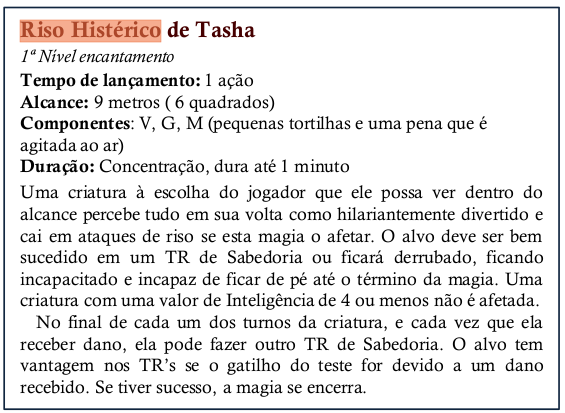 Riso Histérico de Tasha
1ª Nível encantamento
Tempo de lançamento: 1 ação
Alcance: 9 metros ( 6 quadrados)
Componentes: V, G, M (pequenas tortilhas e uma pena que é
agitada ao ar)
Duração: Concentração, dura até 1 minuto
Uma criatura à escolha do jogador que ele possa ver dentro do
alcance percebe tudo em sua volta como hilariantemente divertido e
cai em ataques de riso se esta magia o afetar. O alvo deve ser bem
sucedido em um TR de Sabedoria ou ficará derrubado, ficando
incapacitado e incapaz de ficar de pé até o término da magia. Uma
criatura com uma valor de Inteligência de 4 ou menos não é afetada.
No final de cada um dos turnos da criatura, e cada vez que ela
receber dano, ela pode fazer outro TR de Sabedoria. O alvo tem
vantagem nos TR's se o gatilho do teste for devido a um dano
recebido. Se tiver sucesso, a magia se encerra.